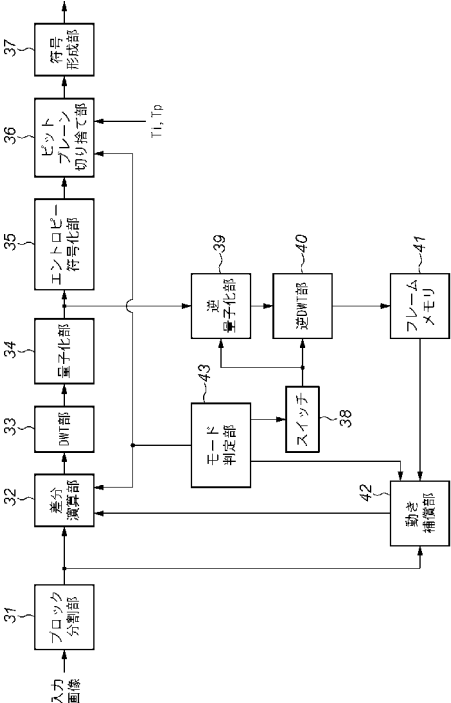 入力
画像
31
ブロック
分割部
32
差分
演算部
33
DWT部
34
量子化部
35
エントロピー
符号化部
36
ビット
プレーン
切り捨て部
Ti, Tp
37
符号
形成部
38
スイッチ
39
逆
量子化部
40
逆DWT部
41
フレーム
メモリ
42
動き
補償部
43
モード
判定部